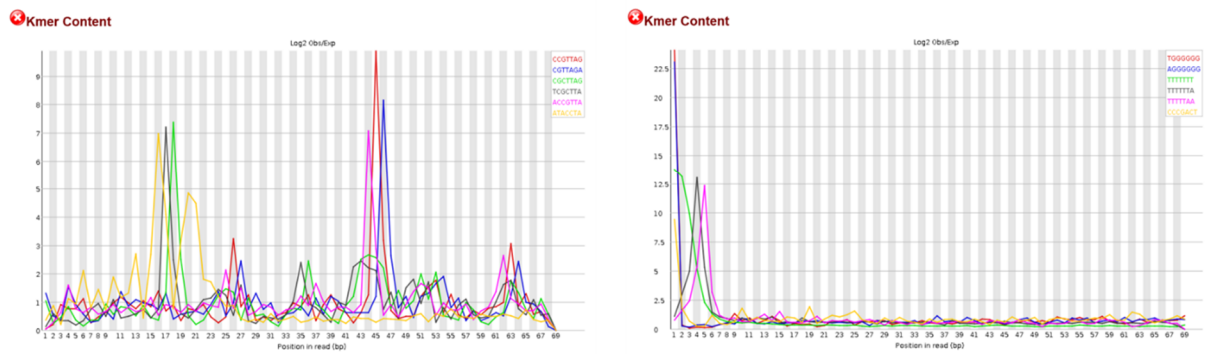 Kmer Content
Log2 Obs/Exp
CCGTTAG
CGTTAGA
CGCTTAG
TCGCTTA
ACCGTTA
ATACCTA
9
8
7
6
5
4
3
2
1
0
1 2 3 4 5 6 7 8 9 11 13 15 17 19 21 23 25 27 29 31 33 35 37 39 41 43 45 47 49 51 53 55 57 59 61 63 65 67 69
Position in read (bp)
Kmer Content
Log2 Obs/Exp
TGGGGGG
AGGGGGG
TTTTTTT
TTTTTTA
TTTTTAA
CCCGACT
22.5
20
17.5
15
12.5
10
7.5
5
2.5
0
1 2 3 4 5 6 7 8 9 11 13 15 17 19 21 23 25 27 29 31 33 35 37 39 41 43 45 47 49 51 53 55 57 59 61 63 65 67 69
Position in read (bp)